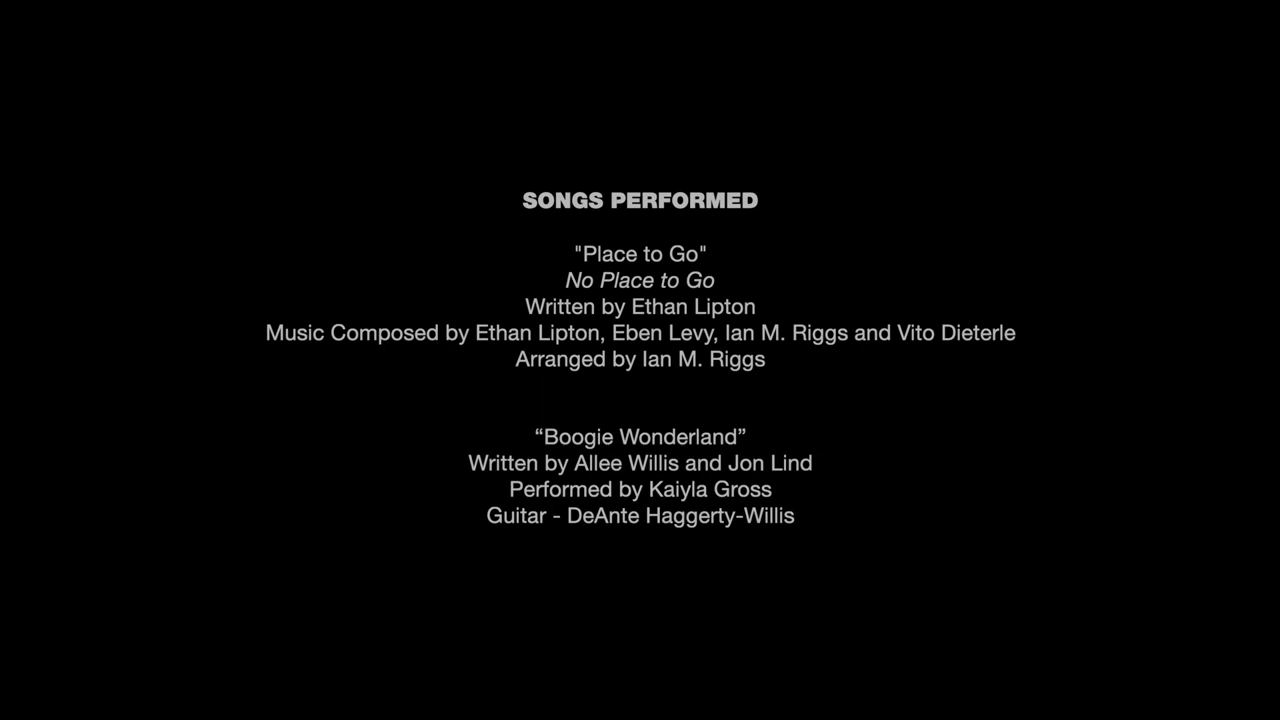 SONGS PERFORMED
"Place to Go"
No Place to Go
Written by Ethan Lipton
Music Composed by Ethan Lipton, Eben Levy, Ian M. Riggs and Vito Dieterle
Arranged by Ian M. Riggs
“Boogie Wonderland”
Written by Allee Willis and Jon Lind
Performed by Kaiyla Gross
Guitar - DeAnte Haggerty-Willis